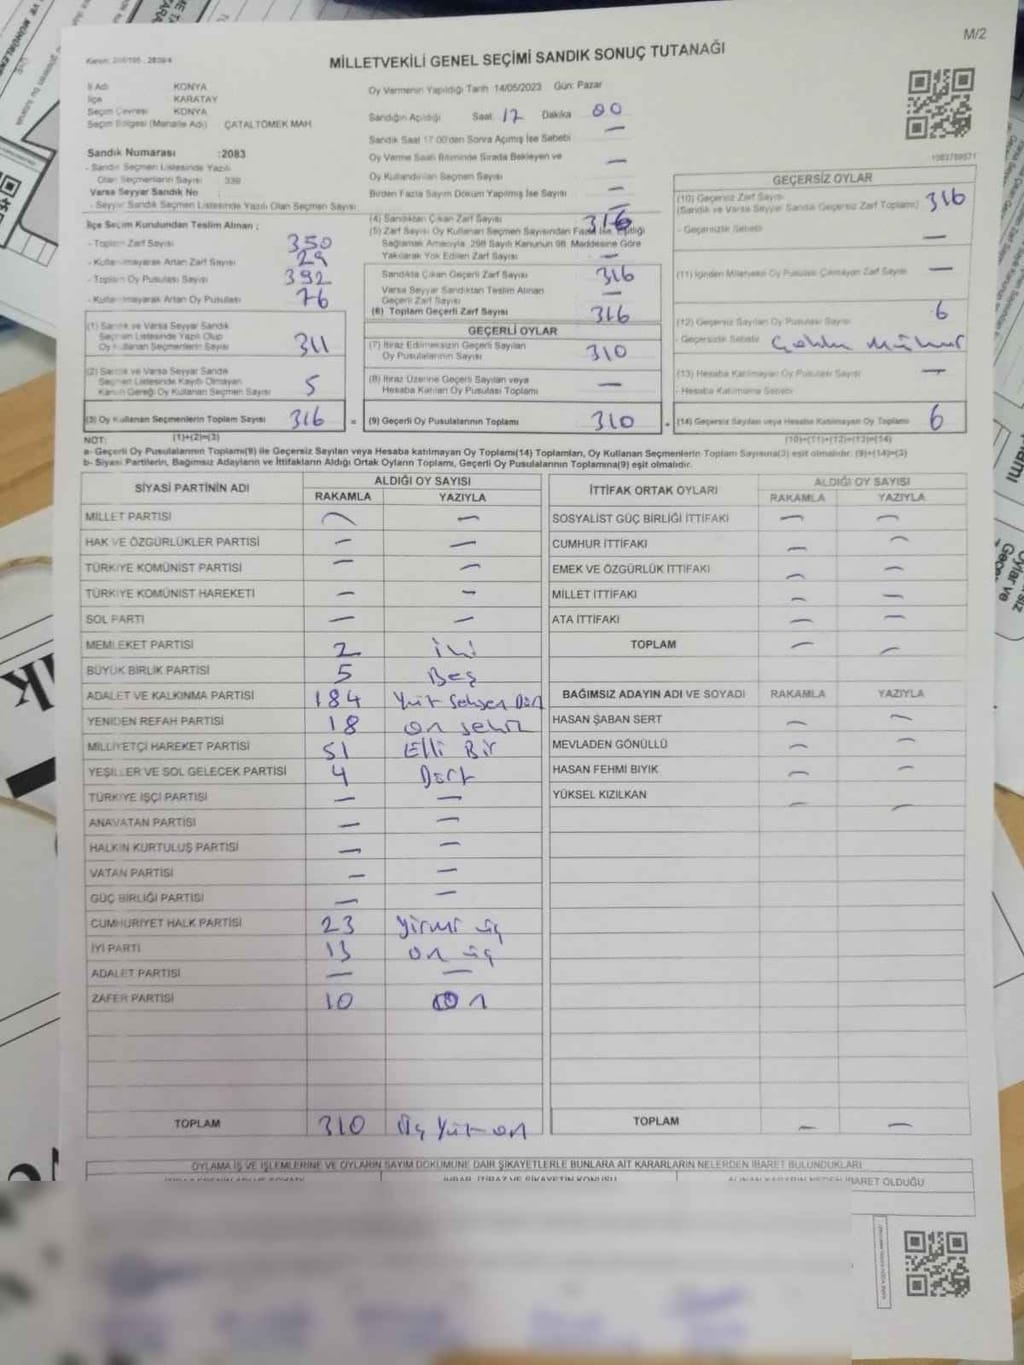 M/2
MİLLETVEKİLİ GENEL SEÇİMİ SANDIK SONUÇ TUTANAĞI
İl Adı KONYA
İlçe KARATAY
Seçim Çevresi KONYA
Seçim Bölgesi (Mahalle Adı) ÇATALTÖMEK MAH.
Oy Vermenin Yapıldığı Tarih 14/05/2023 Gün: Pazar
Sandığın Açıldığı Saat 17 Dakika 00
Sandık Saat 17.00'den Sonra Açılmış İse Sebebi —
Sandık Numarası :2083
- Sandık Seçmen Listesinde Yazılı
Olan Seçmenlerin Sayısı : 339
Varsa Seyyar Sandık No :
- Seyyar Sandık Seçmen Listesinde Yazılı Olan Seçmen Sayısı :
Oy Verme Saati Bitiminde Sırada Bekleyen ve
Oy Kullandırılan Seçmen Sayısı —
Birden Fazla Sayım Döküm Yapılmış İse Sayısı —
İlçe Seçim Kurulundan Teslim Alınan ;
- Toplam Zarf Sayısı 350
- Kullanılmayarak Artan Zarf Sayısı 29
- Toplam Oy Pusulası Sayısı 392
- Kullanılmayarak Artan Oy Pusulası 76
(1) Sandık ve Varsa Seyyar Sandık
Seçmen Listesinde Yazılı Olup
Oy Kullanan Seçmenlerin Sayısı 311
(2) Sandık ve Varsa Seyyar Sandık
Seçmen Listesinde Kaydı Olmayan
Kanun Gereği Oy Kullanan Seçmen Sayısı 5
(3) Oy Kullanan Seçmenlerin Toplam Sayısı 316
(1)+(2)=(3)
(4) Sandıktan Çıkan Zarf Sayısı 316
(5) Zarf Sayısı Oy Kullanan Seçmen Sayısından Fazla İse, Eşitliği
Sağlamak Amacıyla, 298 Sayılı Kanunun 98. Maddesine Göre
Yakılarak Yok Edilen Zarf Sayısı —
Sandıkta Çıkan Geçerli Zarf Sayısı 316
Varsa Seyyar Sandıktan Teslim Alınan
Geçerli Zarf Sayısı —
(6) Toplam Geçerli Zarf Sayısı 316
GEÇERLİ OYLAR
(7) İtiraz Edilmeksizin Geçerli Sayılan
Oy Pusulalarının Sayısı 310
(8) İtiraz Üzerine Geçerli Sayılan veya
Hesaba Katılan Oy Pusulası Toplamı —
= (9) Geçerli Oy Pusulalarının Toplamı 310
GEÇERSİZ OYLAR
(10) Geçersiz Zarf Sayısı 316
(Sandık ve Varsa Seyyar Sandık Geçersiz Zarf Toplamı)
- Geçersizlik Sebebi —
(11) İçinden Milletvekili Oy Pusulası Çıkmayan Zarf Sayısı —
(12) Geçersiz Sayılan Oy Pusulası Sayısı 6
- Geçersizlik Sebebi Çoklu Mühür
(13) Hesaba Katılmayan Oy Pusulası Sayısı —
- Hesaba Katılmama Sebebi
+ (14) Geçersiz Sayılan veya Hesaba Katılmayan Oy Toplamı 6
(10)+(11)+(12)+(13)=(14)
NOT:
a- Geçerli Oy Pusulalarının Toplamı(9) ile Geçersiz Sayılan veya Hesaba katılmayan Oy Toplamı(14) Toplamları, Oy Kullanan Seçmenlerin Toplam Sayısına(3) eşit olmalıdır. (9)+(14)=(3)
b- Siyasi Partilerin, Bağımsız Adayların ve İttifakların Aldığı Ortak Oyların Toplamı, Geçerli Oy Pusulalarının Toplamına(9) eşit olmalıdır.
SİYASİ PARTİNİN ADI ALDIĞI OY SAYISI
RAKAMLA YAZIYLA
MİLLET PARTİSİ — —
HAK VE ÖZGÜRLÜKLER PARTİSİ — —
TÜRKİYE KOMÜNİST PARTİSİ — —
TÜRKİYE KOMÜNİST HAREKETİ — —
SOL PARTİ — —
MEMLEKET PARTİSİ 2 iki
BÜYÜK BİRLİK PARTİSİ 5 Beş
ADALET VE KALKINMA PARTİSİ 184 Yüz Seksen Dört
YENİDEN REFAH PARTİSİ 18 on sekiz
MİLLİYETÇİ HAREKET PARTİSİ 51 Elli Bir
YEŞİLLER VE SOL GELECEK PARTİSİ 4 Dört
TÜRKİYE İŞÇİ PARTİSİ — —
ANAVATAN PARTİSİ — —
HALKIN KURTULUŞ PARTİSİ — —
VATAN PARTİSİ — —
GÜÇ BİRLİĞİ PARTİSİ — —
CUMHURİYET HALK PARTİSİ 23 yirmi üç
İYİ PARTİ 13 on üç
ADALET PARTİSİ — —
ZAFER PARTİSİ 10 on
TOPLAM 310 üç yüz on
İTTİFAK ORTAK OYLARI ALDIĞI OY SAYISI
RAKAMLA YAZIYLA
SOSYALİST GÜÇ BİRLİĞİ İTTİFAKI — —
CUMHUR İTTİFAKI — —
EMEK VE ÖZGÜRLÜK İTTİFAKI — —
MİLLET İTTİFAKI — —
ATA İTTİFAKI — —
TOPLAM — —
BAĞIMSIZ ADAYIN ADI VE SOYADI RAKAMLA YAZIYLA
HASAN ŞABAN SERT — —
MEVLADEN GÖNÜLLÜ — —
HASAN FEHMİ BIYIK — —
YÜKSEL KIZILKAN — —
TOPLAM — —
OYLAMA İŞ VE İŞLEMLERİNE VE OYLARIN SAYIM DÖKÜMÜNE DAİR ŞİKAYETLERLE BUNLARA AİT KARARLARIN NELERDEN İBARET BULUNDUKLARI